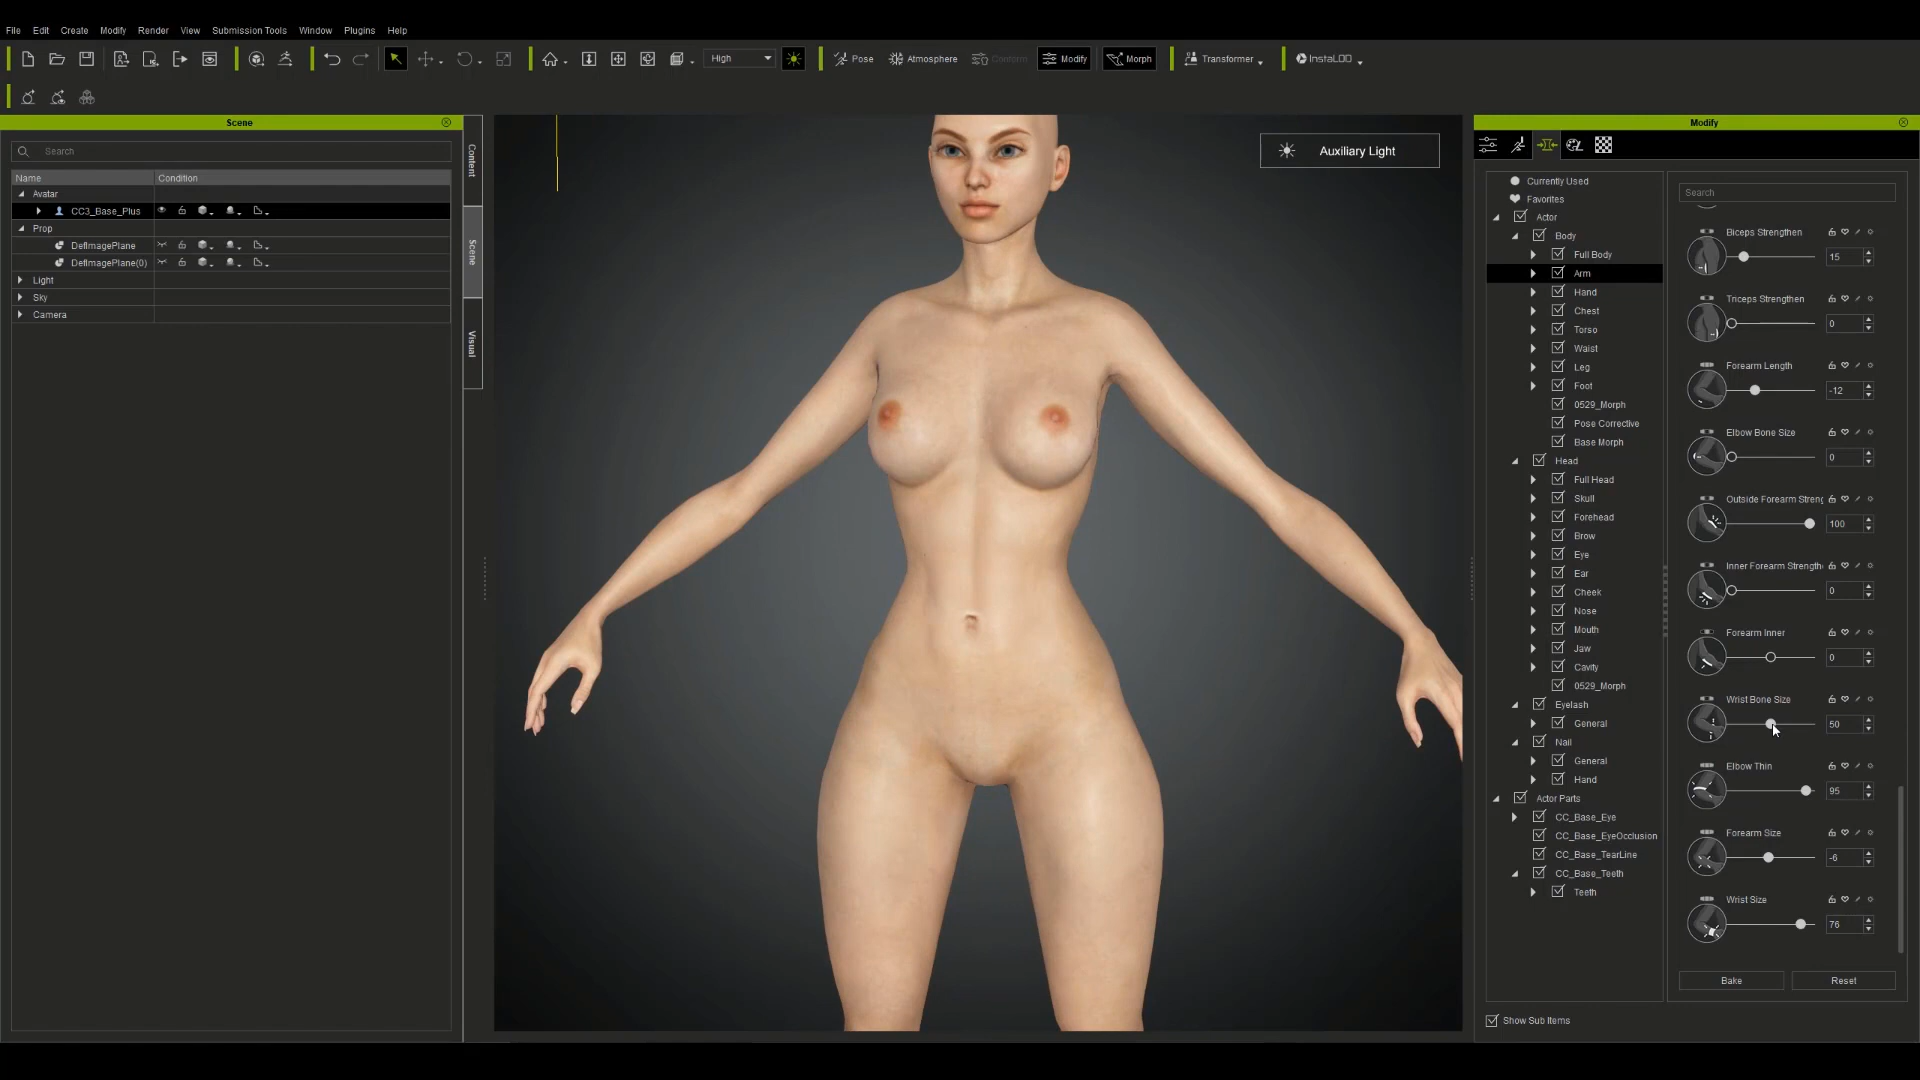 File Edit Create Modify Render View Submission Tools Window Plugins Help
High Pose Atmosphere Conform Modify Morph Transformer InstaLOD
Scene
Search
Name Condition
Avatar
CC3_Base_Plus
Prop
DefImagePlane
DefImagePlane(0)
Light
Sky
Camera
Content
Scene
Visual
Auxiliary Light
Modify
Currently Used
Favorites
Actor
Body
Full Body
Arm
Hand
Chest
Torso
Waist
Leg
Foot
0529_Morph
Pose Corrective
Base Morph
Head
Full Head
Skull
Forehead
Brow
Eye
Ear
Cheek
Nose
Mouth
Jaw
Cavity
0529_Morph
Eyelash
General
Nail
General
Hand
Actor Parts
CC_Base_Eye
CC_Base_EyeOcclusion
CC_Base_TearLine
CC_Base_Teeth
Teeth
Show Sub Items
Search
Biceps Strengthen
15
Triceps Strengthen
0
Forearm Length
-12
Elbow Bone Size
0
Outside Forearm Streng
100
Inner Forearm Strength
0
Forearm Inner
0
Wrist Bone Size
50
Elbow Thin
95
Forearm Size
-6
Wrist Size
76
Bake Reset